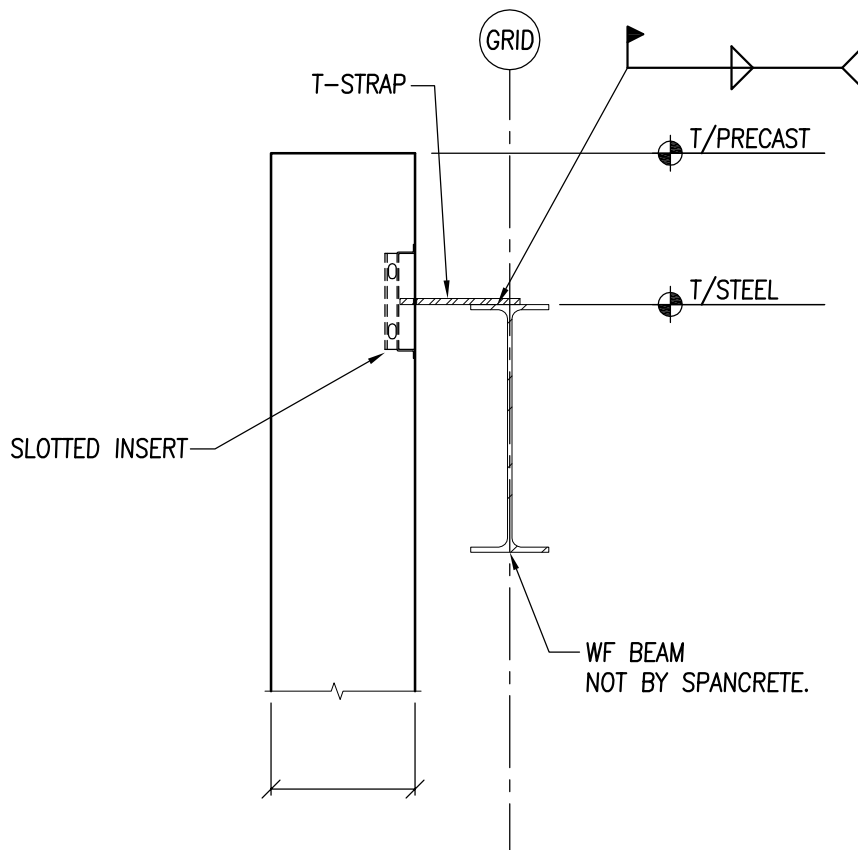 GRID
T-STRAP
T/PRECAST
T/STEEL
SLOTTED INSERT
WF BEAM
NOT BY SPANCRETE.